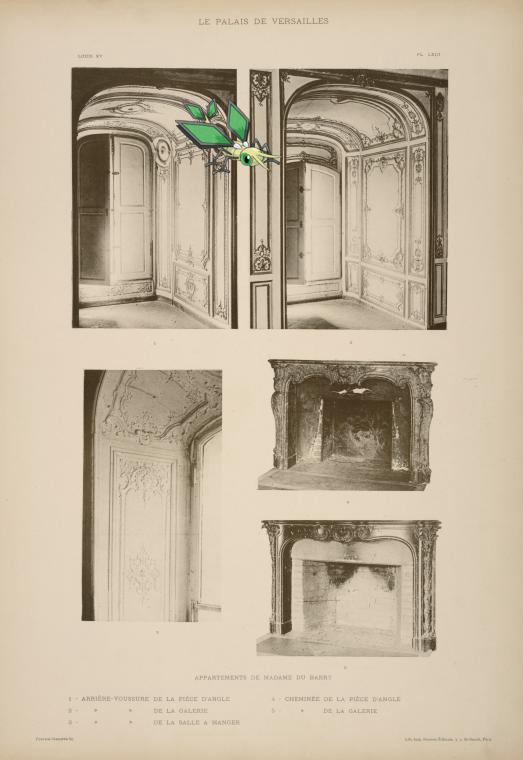 LE PALAIS DE VERSAILLES
LOUIS XV
PL. LXIII
1
2
3
4
5
APPARTEMENTS DE MADAME DU BARRY
1 - ARRIÈRE-VOUSSURE DE LA PIÈCE D'ANGLE
2 - " " DE LA GALERIE
3 - " " DE LA SALLE A MANGER
4 - CHEMINÉE DE LA PIÈCE D'ANGLE
5 - " DE LA GALERIE
Paris